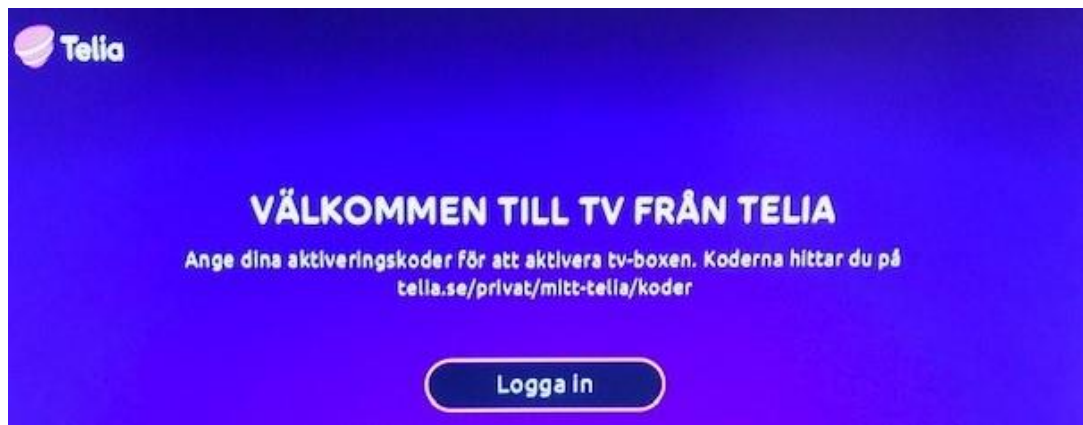 Telia
VÄLKOMMEN TILL TV FRÅN TELIA
Ange dina aktiveringskoder för att aktivera tv-boxen. Koderna hittar du på
telia.se/privat/mitt-telia/koder
Logga in